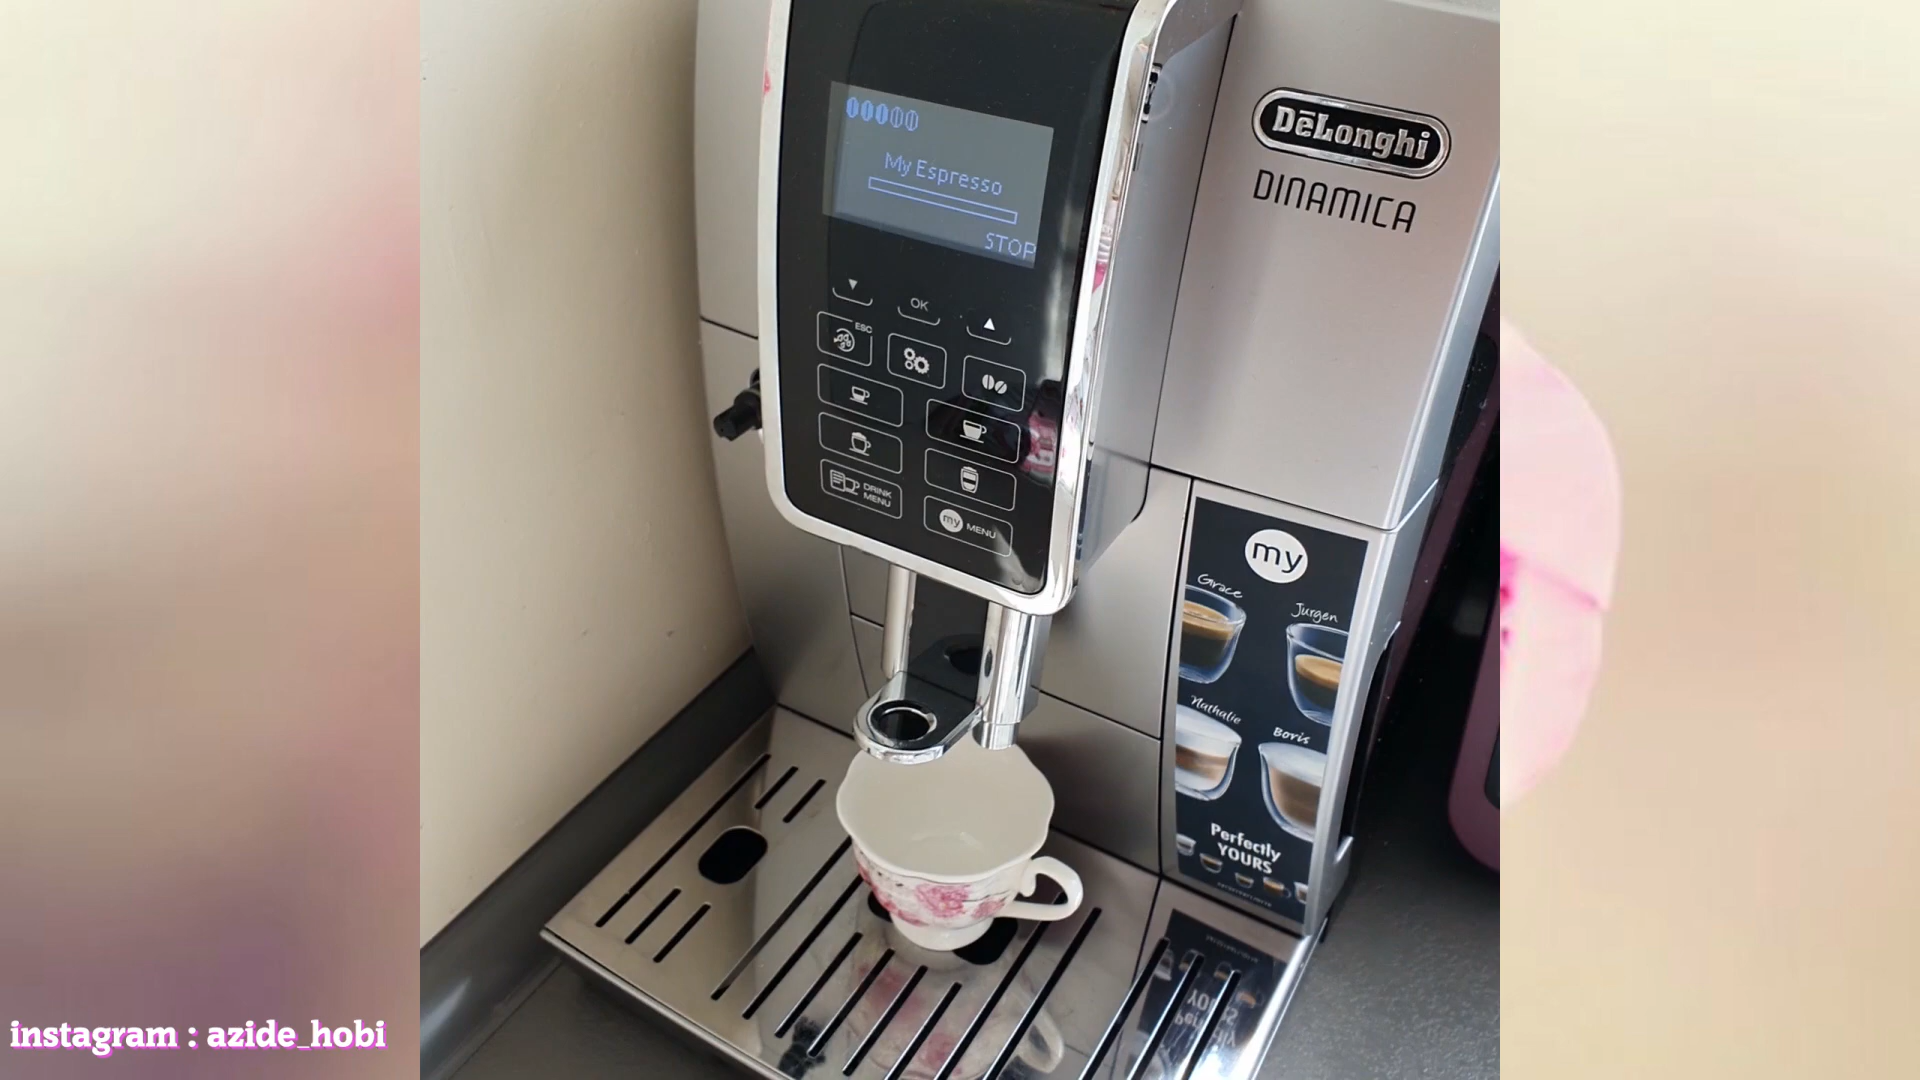 My Espresso
STOP
OK
ESC
DRINK
MENU
my MENU
DeLonghi
DINAMICA
my
Grace
Jurgen
Nathalie
Boris
Perfectly
YOURS
instagram : azide_hobi